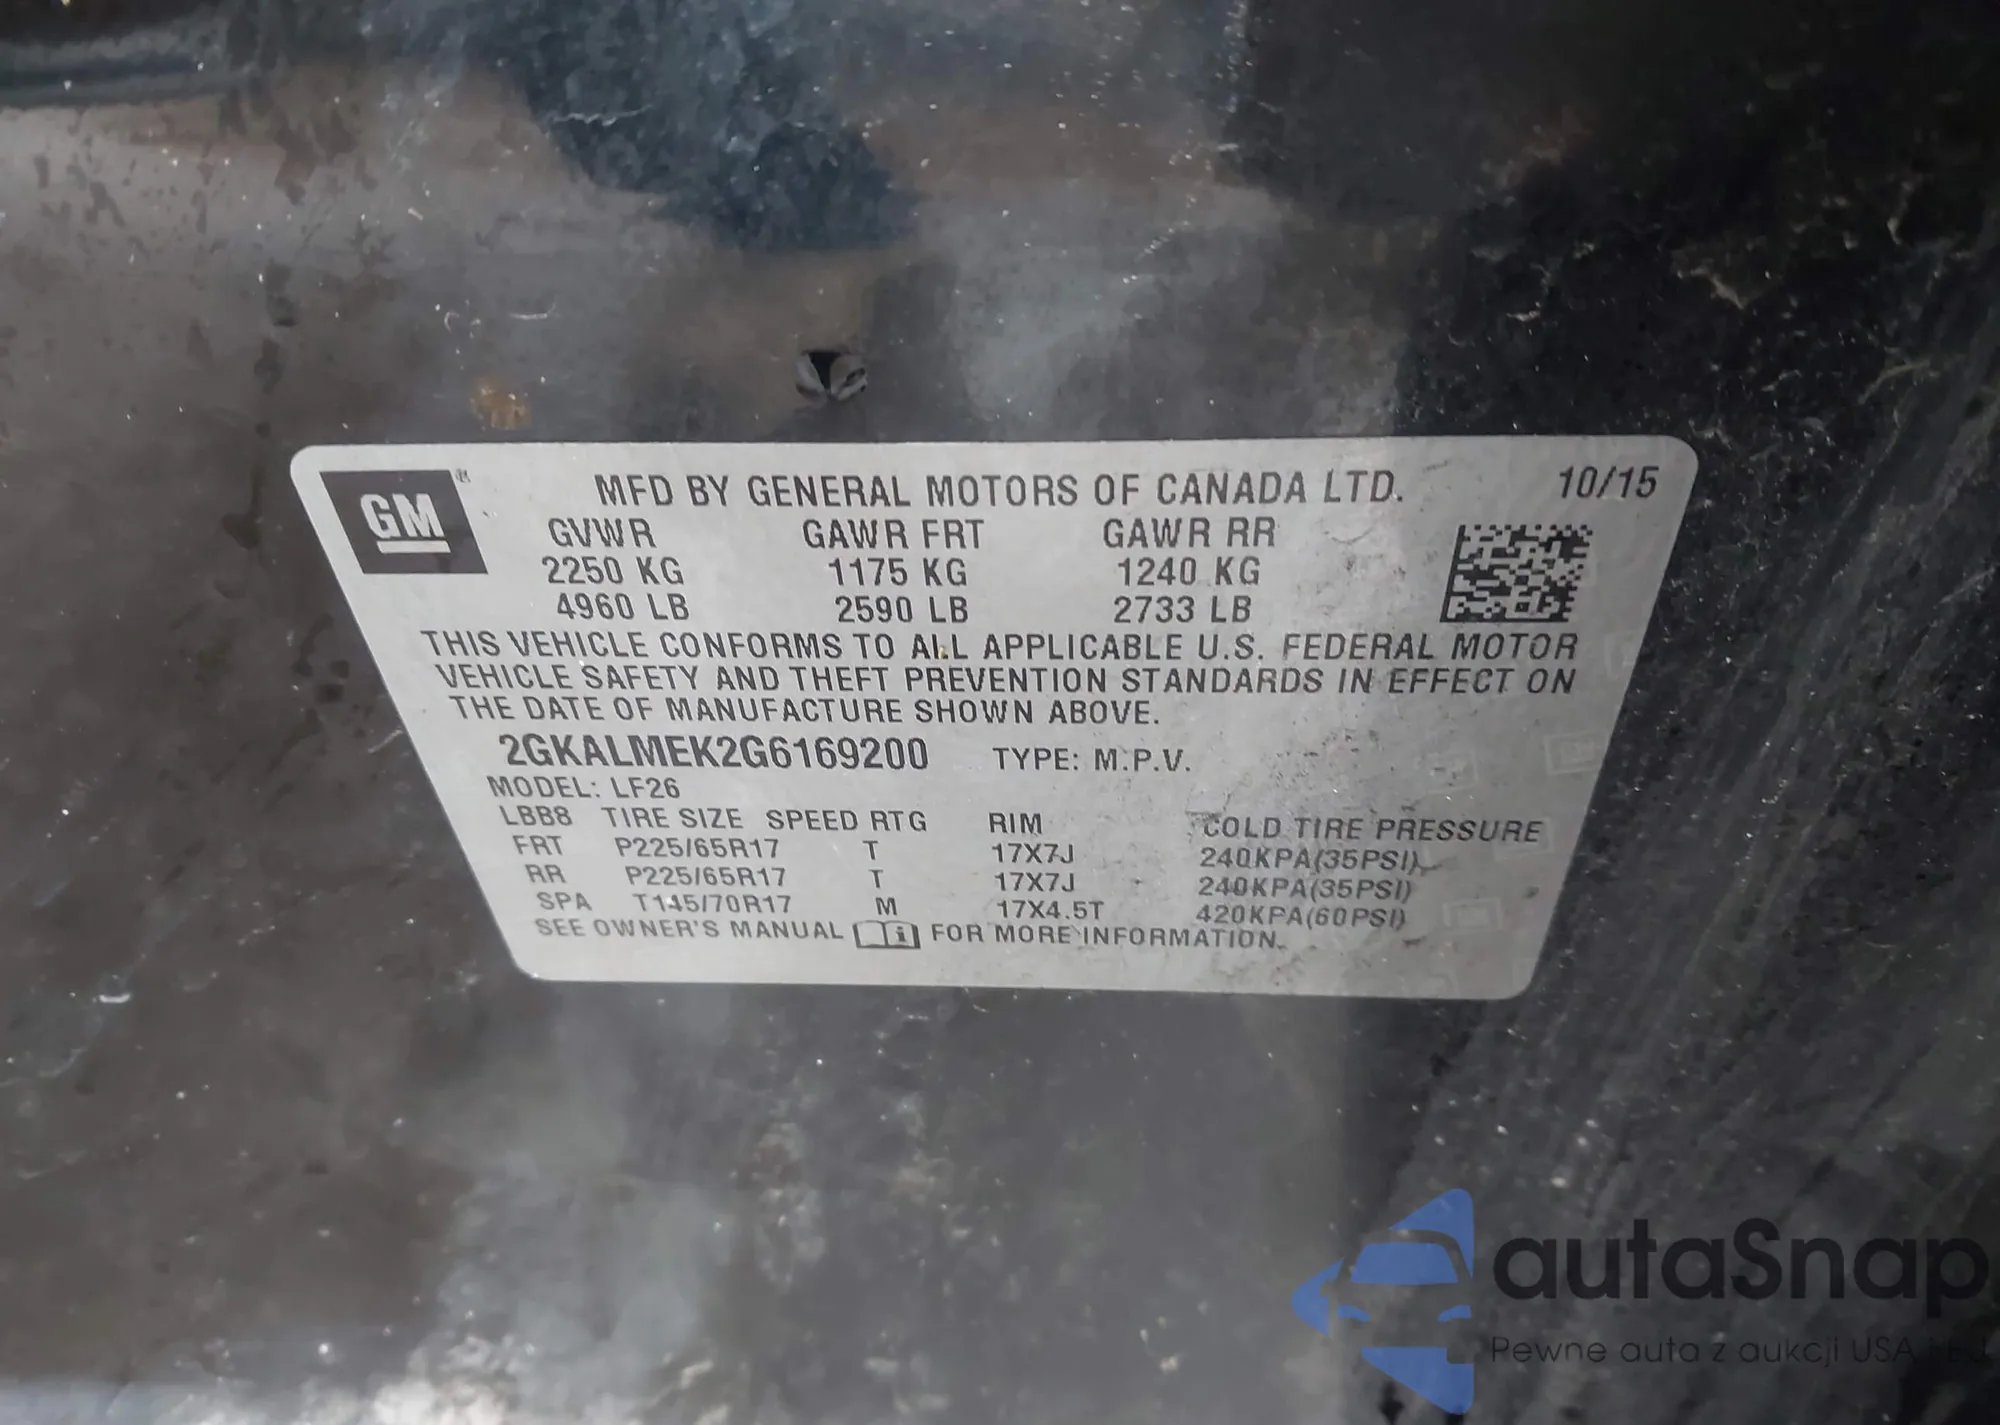 GM
MFD BY GENERAL MOTORS OF CANADA LTD. 10/15
GVWR GAWR FRT GAWR RR
2250 KG 1175 KG 1240 KG
4960 LB 2590 LB 2733 LB
THIS VEHICLE CONFORMS TO ALL APPLICABLE U.S. FEDERAL MOTOR
VEHICLE SAFETY AND THEFT PREVENTION STANDARDS IN EFFECT ON
THE DATE OF MANUFACTURE SHOWN ABOVE.
2GKALMEK2G6169200 TYPE: M.P.V.
MODEL: LF26
LBB8 TIRE SIZE SPEED RTG RIM COLD TIRE PRESSURE
FRT P225/65R17 T 17X7J 240KPA(35PSI)
RR P225/65R17 T 17X7J 240KPA(35PSI)
SPA T145/70R17 M 17X4.5T 420KPA(60PSI)
SEE OWNER'S MANUAL i FOR MORE INFORMATION.
autaSnap
Pewne auta z aukcji USA i EU